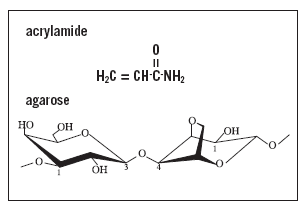 acrylamide
O
H₂C = CH·C·NH₂
agarose
HO OH O O OH
O 1 OH 3 O 4 1 O O